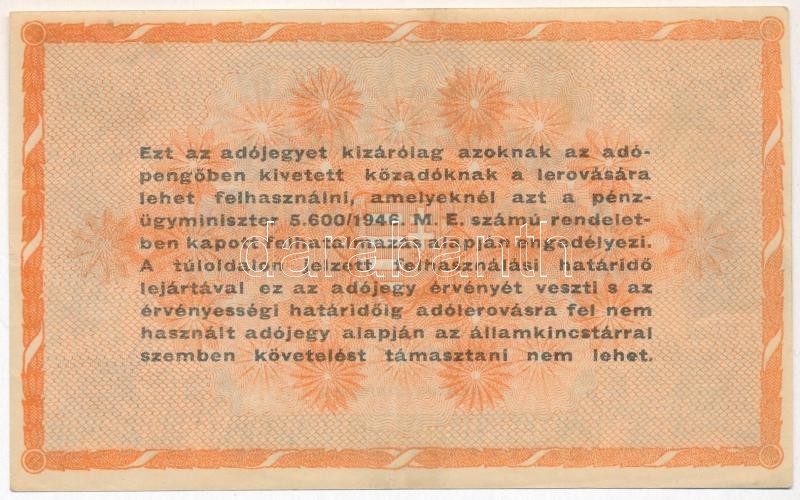 Ezt az adójegyet kizárólag azoknak az adó-
pengőben kivetett közadóknak a lerovására
lehet felhasználni, amelyeknél azt a pénz-
ügyminiszter 5.600/1946. M. E. számú rendelet-
ben kapott felhatalmazás alapján engedélyezi.
A túloldalon jelzett felhasználási határidő
lejártával ez az adójegy érvényét veszti s az
érvényességi határidőig adólerovásra fel nem
használt adójegy alapján az államkincstárral
szemben követelést támasztani nem lehet.
darabanth